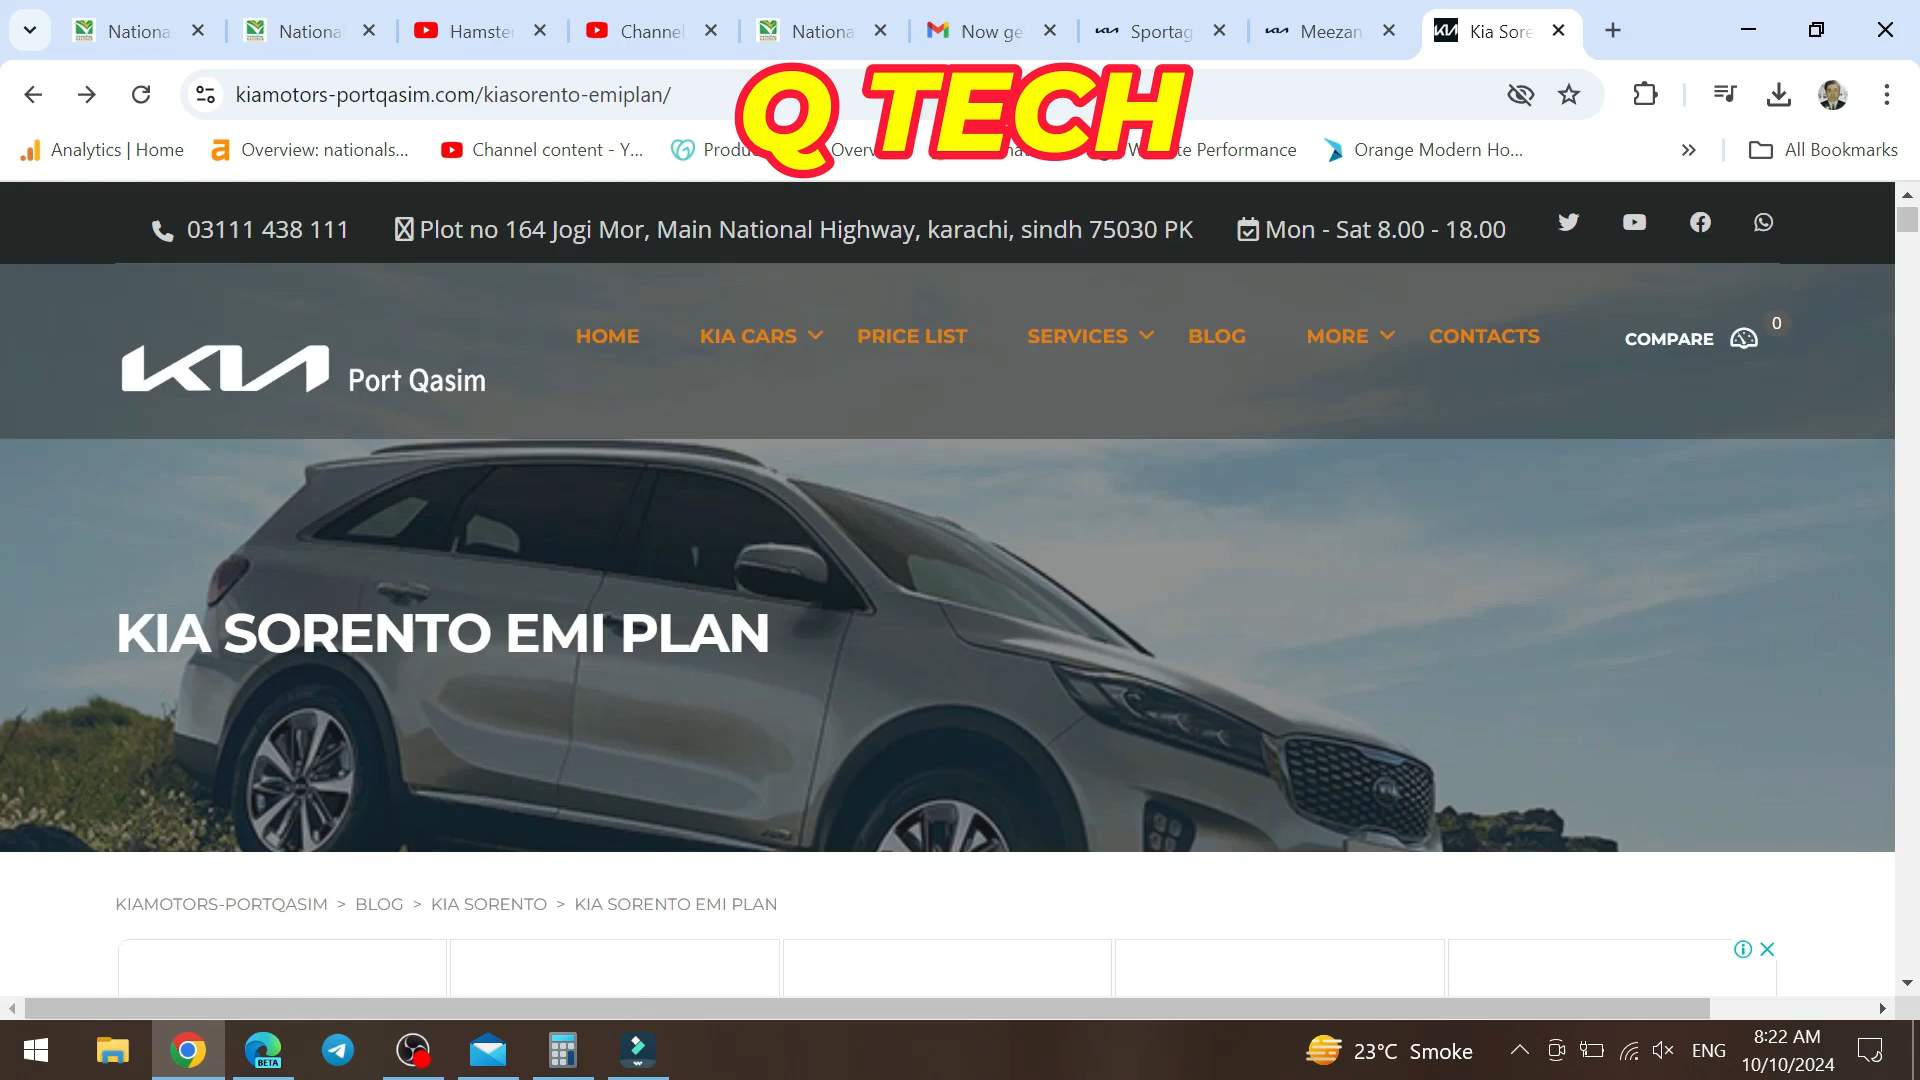 Nationa
Nationa
Hamster
Channel
Nationa
Now ge
Sportag
Meezan
Kia Sore
kiamotors-portqasim.com/kiasorento-emiplan/
Q TECH
Analytics | Home
Overview: nationals...
Channel content - Y...
Produ
Overv
te Performance
Orange Modern Ho...
All Bookmarks
03111 438 111
Plot no 164 Jogi Mor, Main National Highway, karachi, sindh 75030 PK
Mon - Sat 8.00 - 18.00
KIA Port Qasim
HOME
KIA CARS
PRICE LIST
SERVICES
BLOG
MORE
CONTACTS
COMPARE
0
KIA SORENTO EMI PLAN
KIAMOTORS-PORTQASIM > BLOG > KIA SORENTO > KIA SORENTO EMI PLAN
BETA
23°C Smoke
ENG
8:22 AM
10/10/2024